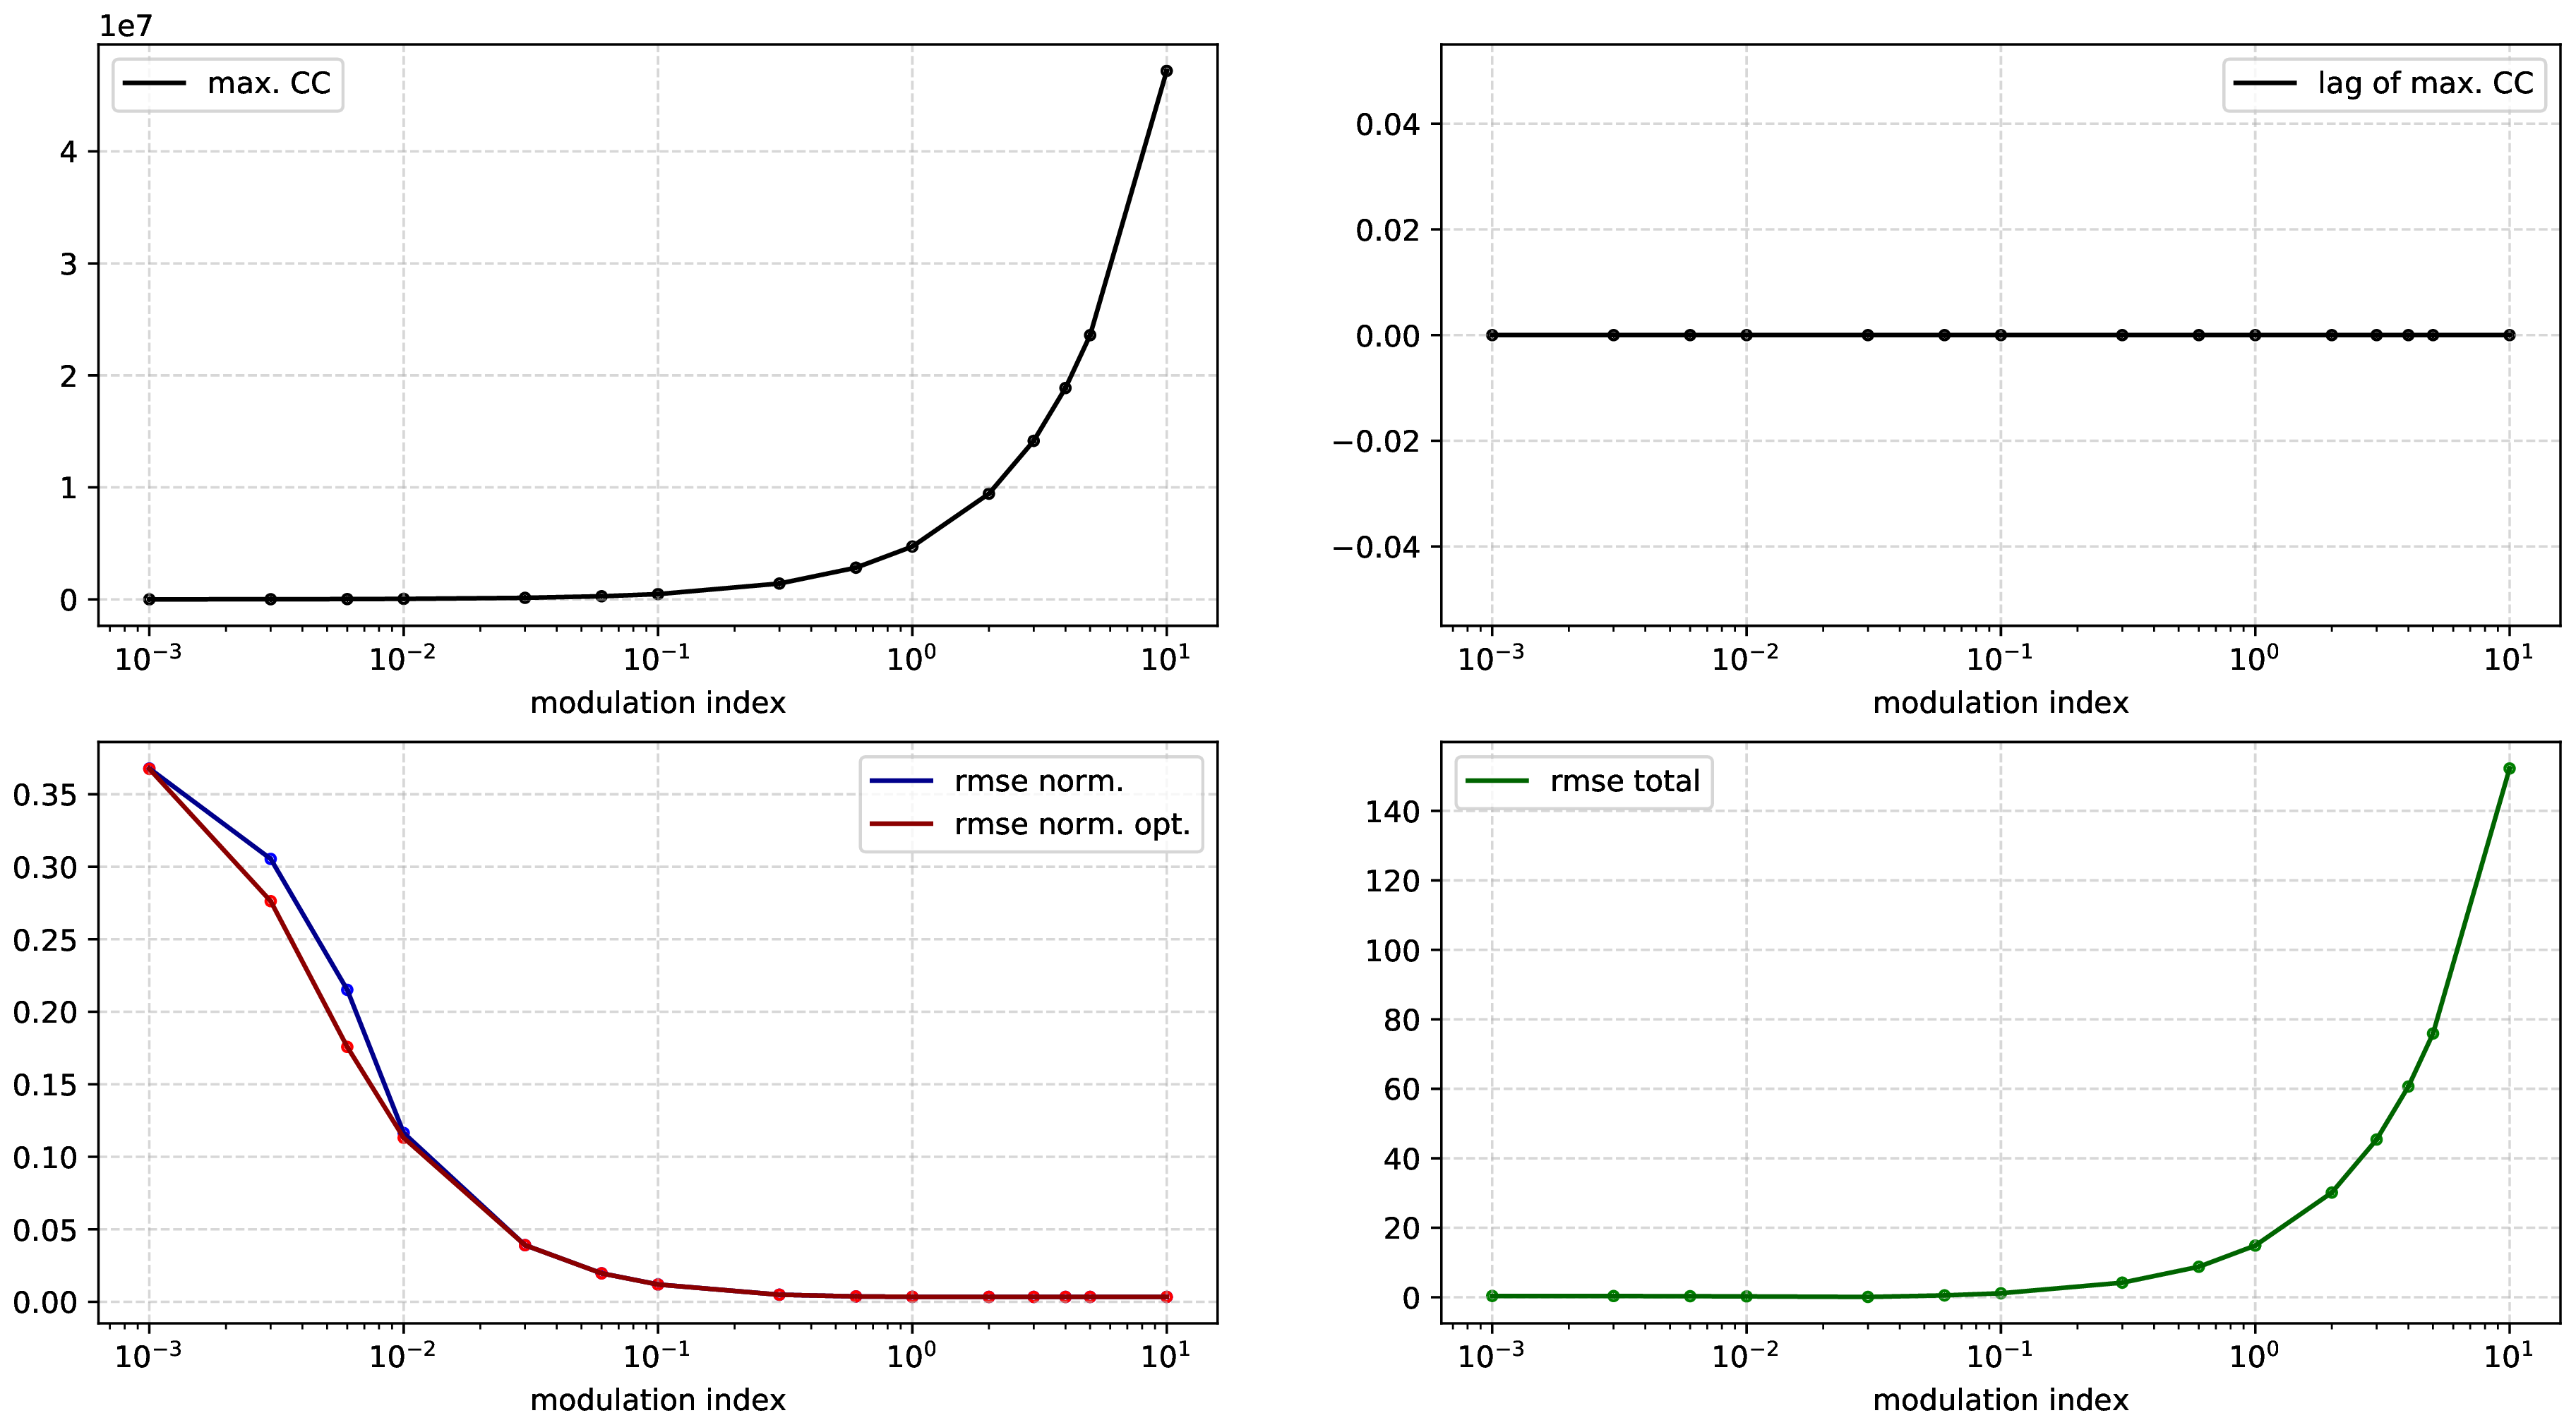 1e7
max. CC
4
3
2
1
0
10⁻³ 10⁻² 10⁻¹ 10⁰ 10¹
modulation index
lag of max. CC
0.04
0.02
0.00
−0.02
−0.04
10⁻³ 10⁻² 10⁻¹ 10⁰ 10¹
modulation index
rmse norm.
rmse norm. opt.
0.35
0.30
0.25
0.20
0.15
0.10
0.05
0.00
10⁻³ 10⁻² 10⁻¹ 10⁰ 10¹
modulation index
rmse total
140
120
100
80
60
40
20
0
10⁻³ 10⁻² 10⁻¹ 10⁰ 10¹
modulation index